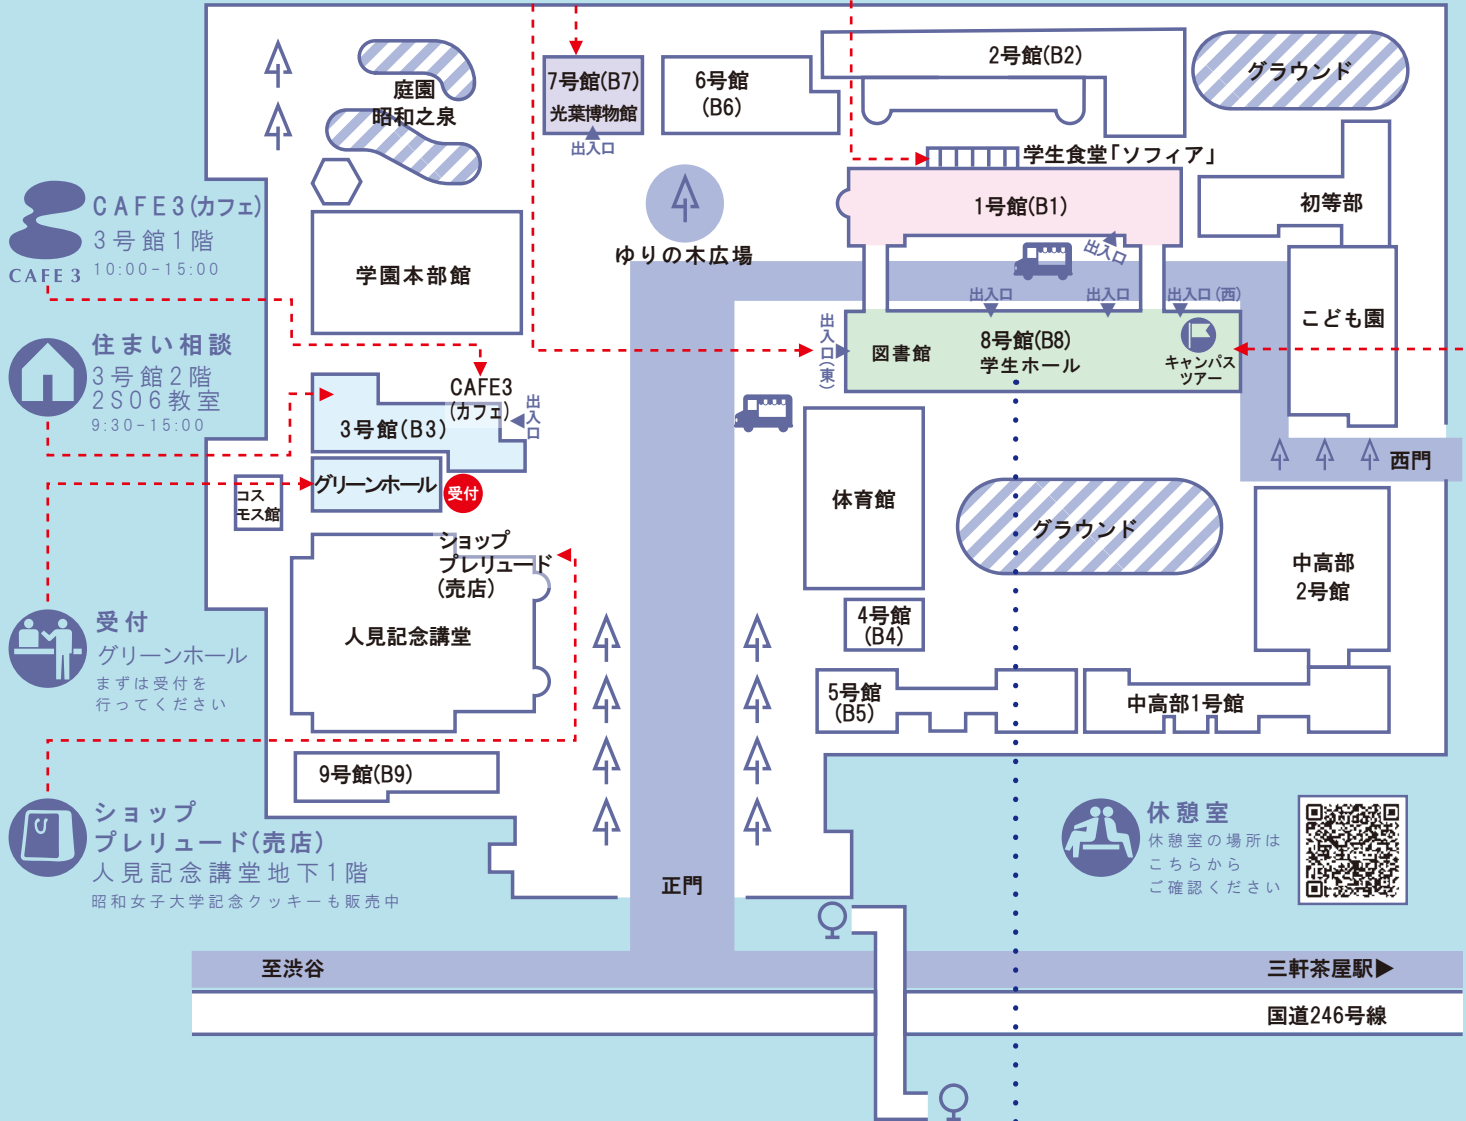 庭園
昭和之泉
7号館(B7)
光葉博物館
出入口
6号館
(B6)
2号館(B2)
グラウンド
学生食堂「ソフィア」
1号館(B1)
出入口
初等部
ゆりの木広場
学園本部館
CAFE3(カフェ)
3号館1階
10:00-15:00
CAFE 3
住まい相談
3号館2階
2S06教室
9:30-15:00
出入口
出入口
出入口(西)
出入口(東)
図書館
8号館(B8)
学生ホール
キャンパス
ツアー
こども園
CAFE3
(カフェ)
出入口
3号館(B3)
グリーンホール
受付
コス
モス館
西門
体育館
グラウンド
中高部
2号館
ショップ
プレリュード
(売店)
人見記念講堂
4号館
(B4)
5号館
(B5)
中高部1号館
受付
グリーンホール
まずは受付を
行ってください
9号館(B9)
ショップ
プレリュード(売店)
人見記念講堂地下1階
昭和女子大学記念クッキーも販売中
正門
休憩室
休憩室の場所は
こちらから
ご確認ください
至渋谷
三軒茶屋駅▶
国道246号線